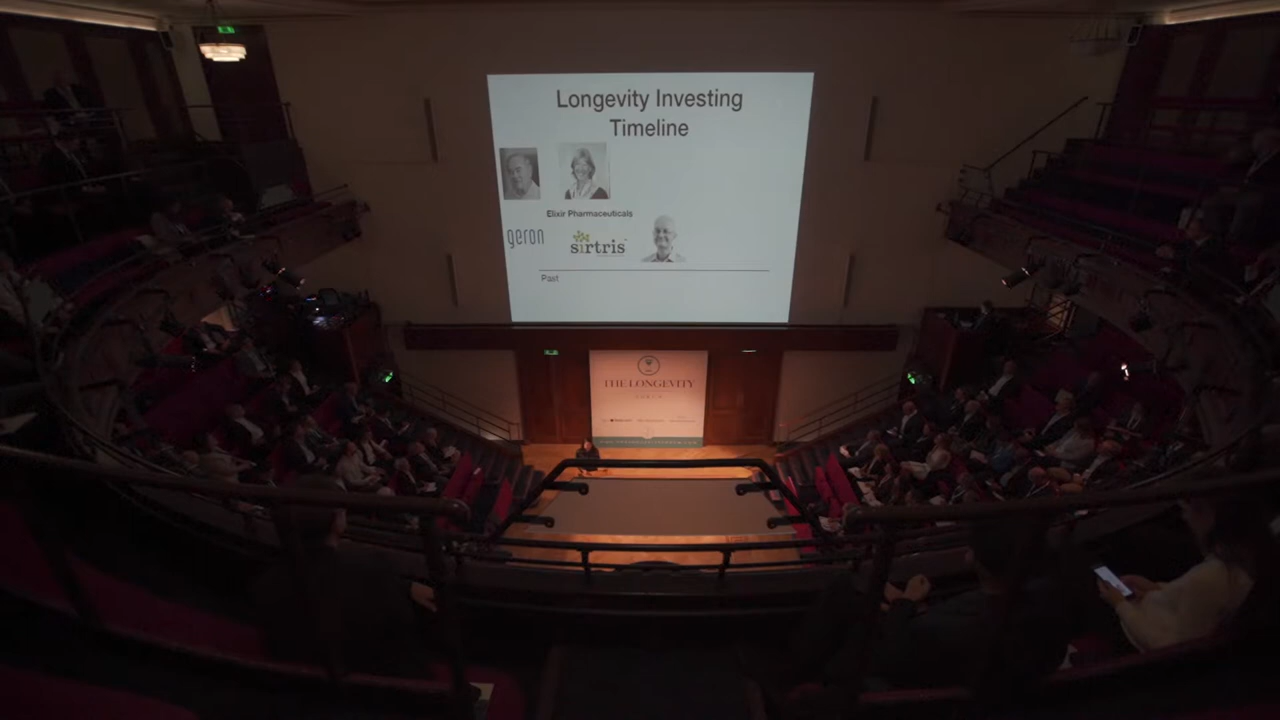 Longevity Investing
Timeline
Elixir Pharmaceuticals
geron
sirtris
Past
THE LONGEVITY